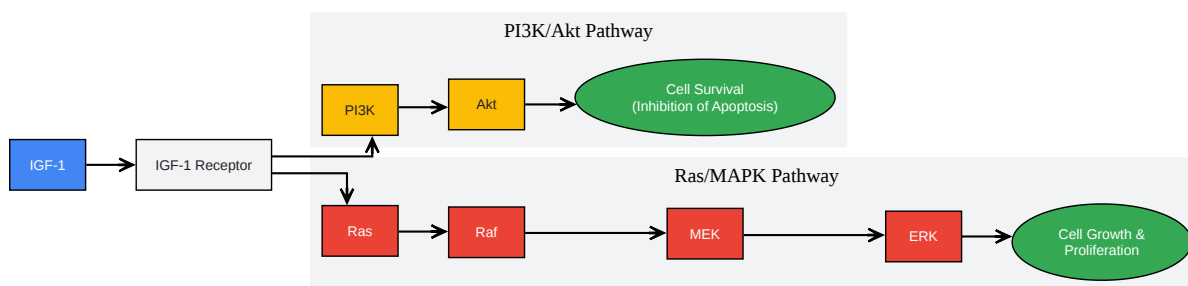 PI3K/Akt Pathway
PI3K
Akt
Cell Survival
(Inhibition of Apoptosis)
IGF-1
IGF-1 Receptor
Ras/MAPK Pathway
Ras
Raf
MEK
ERK
Cell Growth &
Proliferation